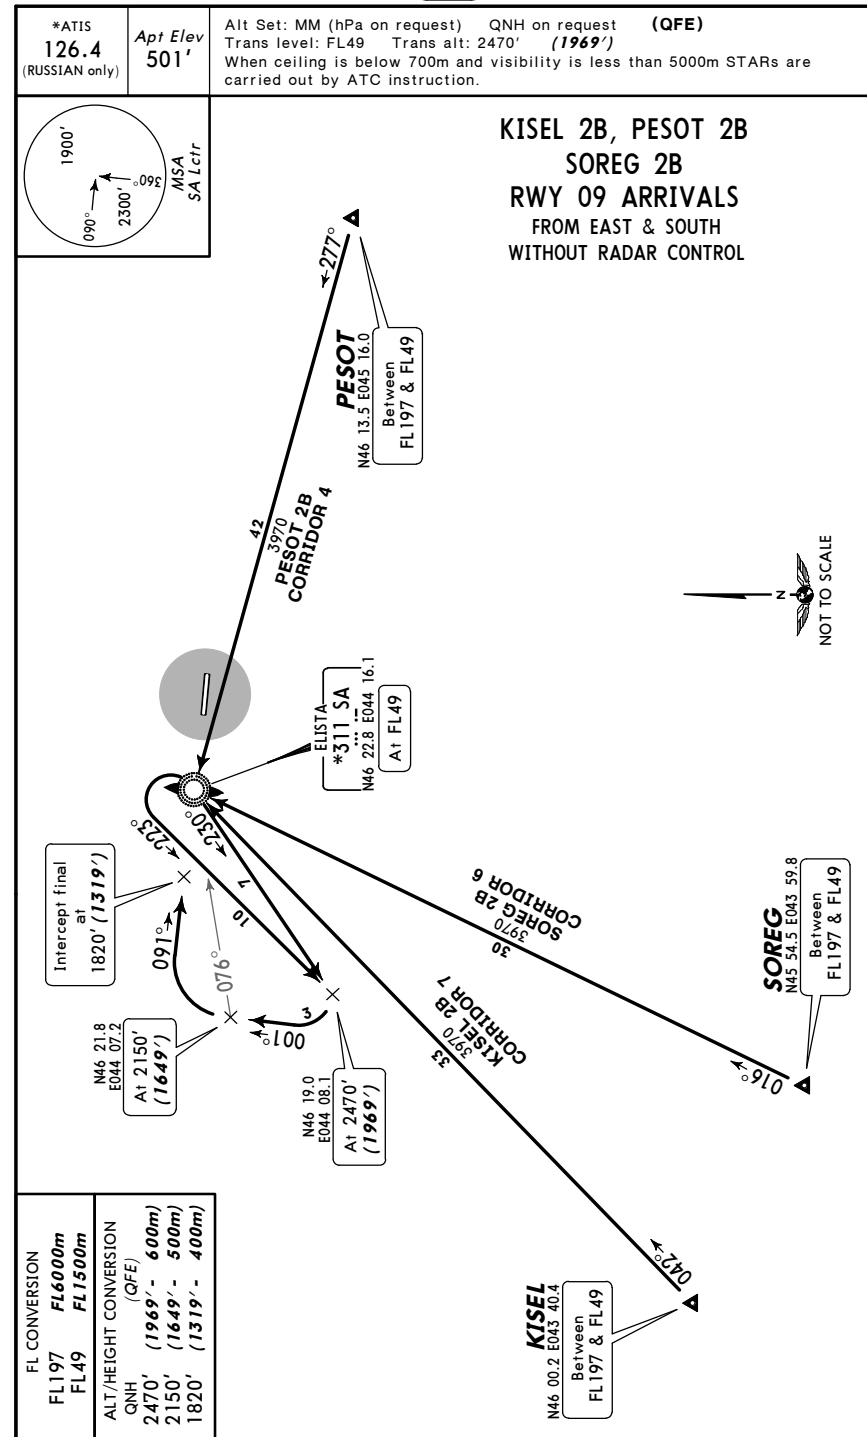 *ATIS
126.4
(RUSSIAN only)
Apt Elev
501'
Alt Set: MM (hPa on request) QNH on request (QFE)
Trans level: FL49 Trans alt: 2470' (1969')
When ceiling is below 700m and visibility is less than 5000m STARs are
carried out by ATC instruction.
1900'
2300'
090°
360°
MSA
SA Lctr
KISEL 2B, PESOT 2B
SOREG 2B
RWY 09 ARRIVALS
FROM EAST & SOUTH
WITHOUT RADAR CONTROL
277°
PESOT
N46 13.5 E045 16.0
Between
FL197 & FL49
42
3970
PESOT 2B
CORRIDOR 4
N
NOT TO SCALE
ELISTA
*311 SA
N46 22.8 E044 16.1
At FL49
223°
230°
7
10
Intercept final
at
1820' (1319')
091°
076°
001°
3
N46 21.8
E044 07.2
At 2150'
(1649')
N46 19.0
E044 08.1
At 2470'
(1969')
SOREG 2B
CORRIDOR 6
3970
30
016°
SOREG
N45 54.5 E043 59.8
Between
FL197 & FL49
KISEL 2B
CORRIDOR 7
3970
33
042°
KISEL
N46 00.2 E043 40.4
Between
FL197 & FL49
FL CONVERSION
FL197 FL6000m
FL49 FL1500m
ALT/HEIGHT CONVERSION
QNH (QFE)
2470' (1969' - 600m)
2150' (1649' - 500m)
1820' (1319' - 400m)